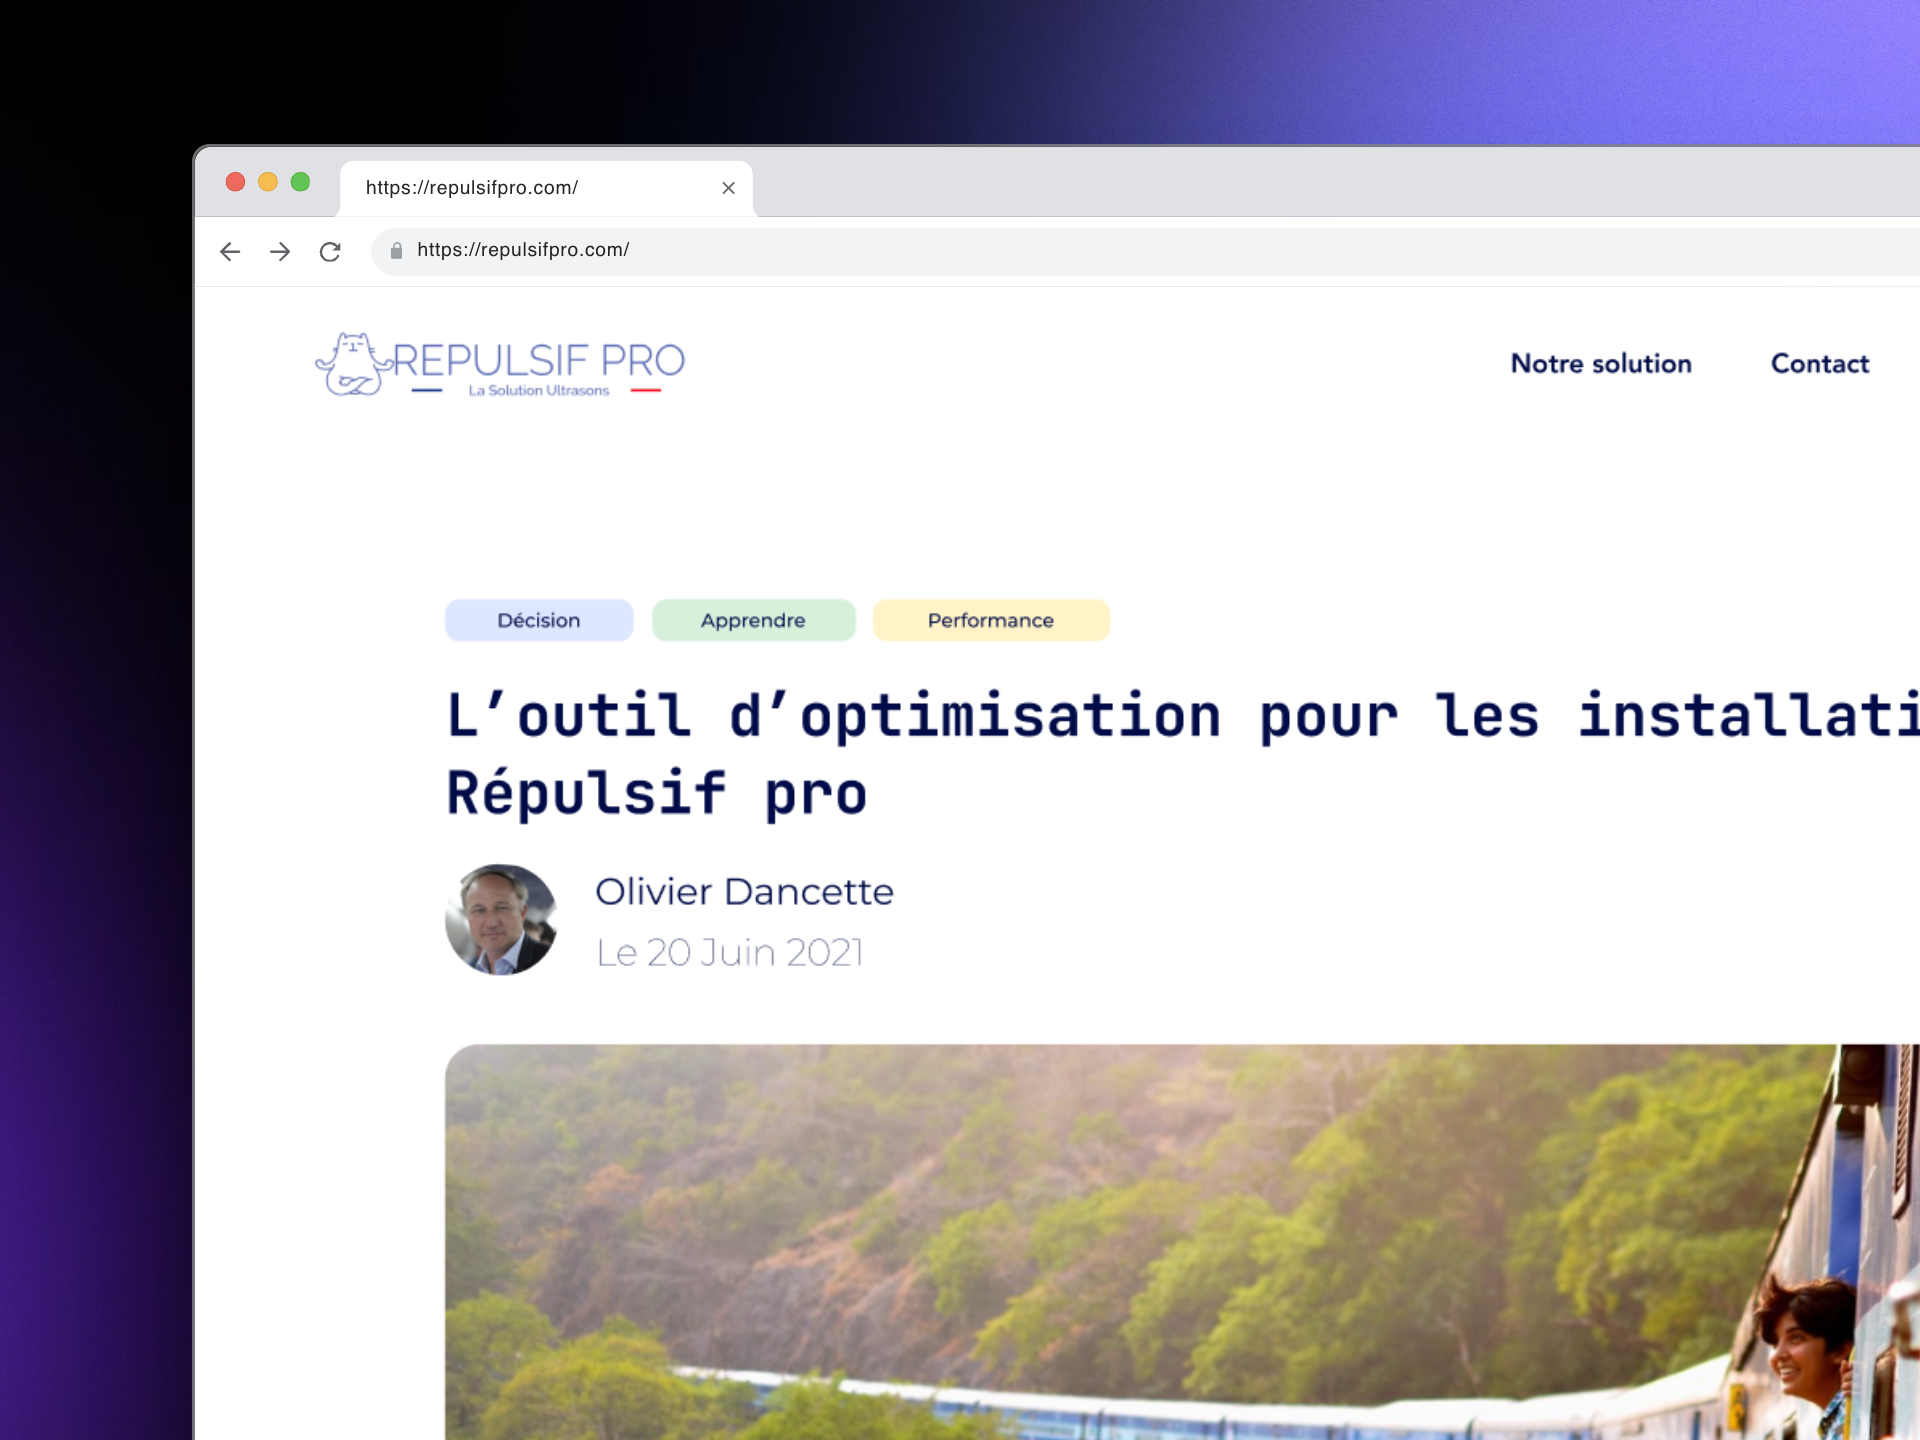 https://repulsifpro.com/
https://repulsifpro.com/
REPULSIF PRO
La Solution Ultrasons
Notre solution Contact
Décision Apprendre Performance
L’outil d’optimisation pour les installati
Répulsif pro
Olivier Dancette
Le 20 Juin 2021